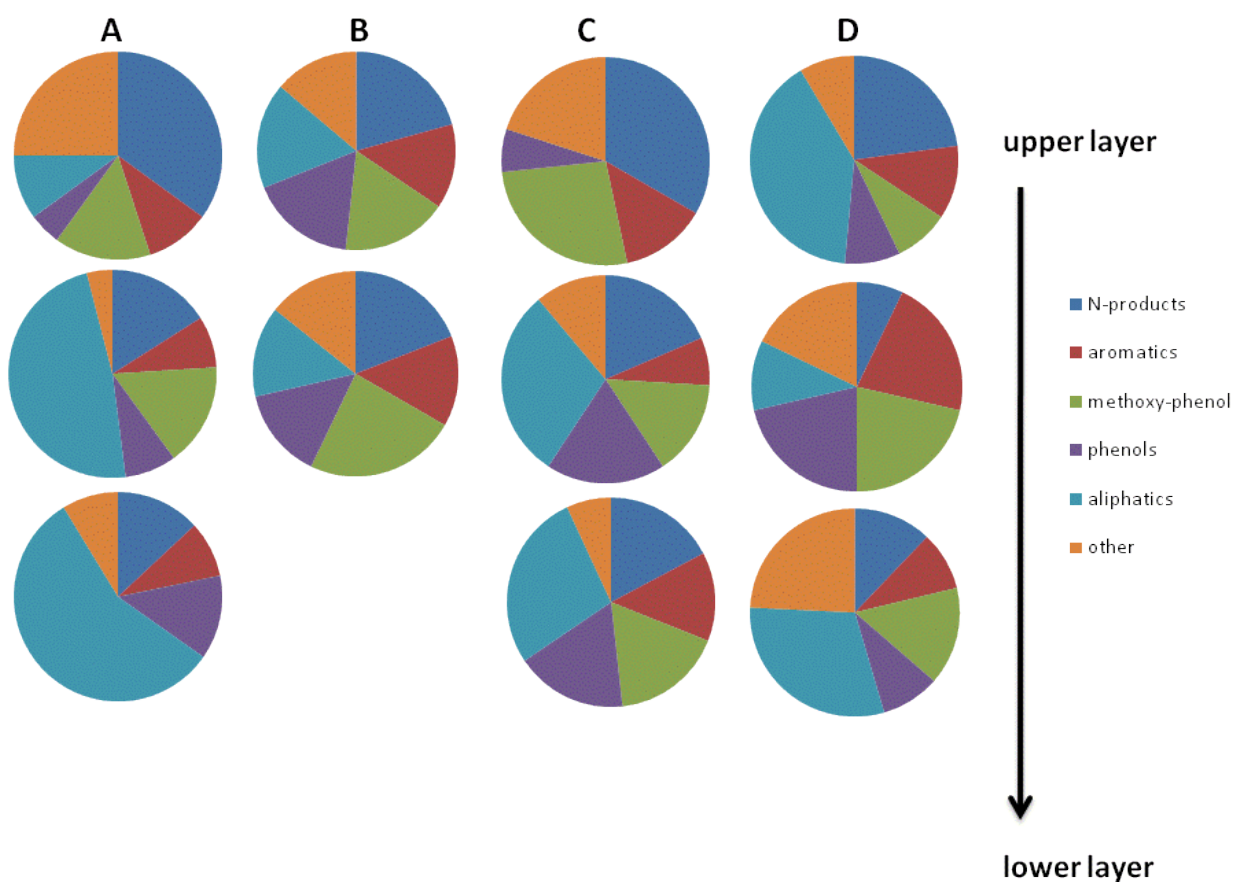 A
B
C
D
upper layer
N-products
aromatics
methoxy-phenol
phenols
aliphatics
other
lower layer